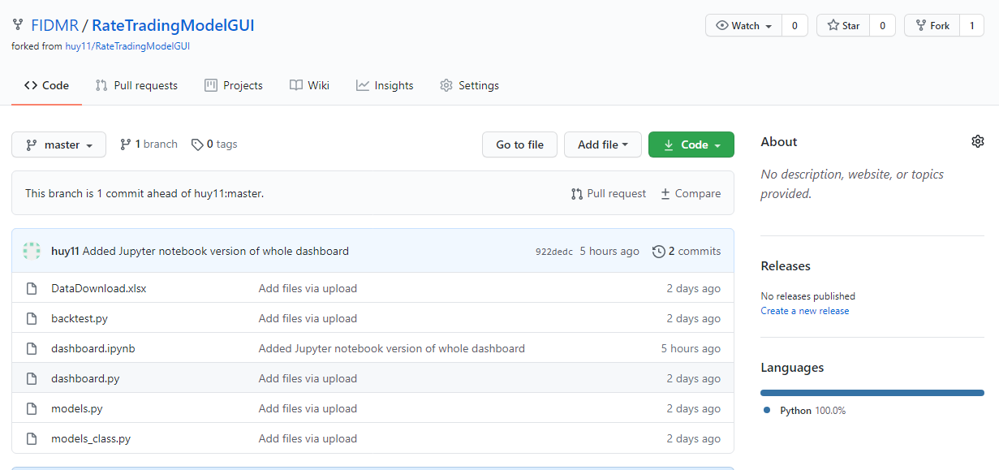 FIDMR / RateTradingModelGUI
Watch 0 Star 0 Fork 1
forked from huy11/RateTradingModelGUI
Code Pull requests Projects Wiki Insights Settings
master 1 branch 0 tags Go to file Add file Code
This branch is 1 commit ahead of huy11:master. Pull request Compare
huy11 Added Jupyter notebook version of whole dashboard 922dedc 5 hours ago 2 commits
DataDownload.xlsx Add files via upload 2 days ago
backtest.py Add files via upload 2 days ago
dashboard.ipynb Added Jupyter notebook version of whole dashboard 5 hours ago
dashboard.py Add files via upload 2 days ago
models.py Add files via upload 2 days ago
models_class.py Add files via upload 2 days ago
About
No description, website, or topics
provided.
Releases
No releases published
Create a new release
Languages
Python 100.0%